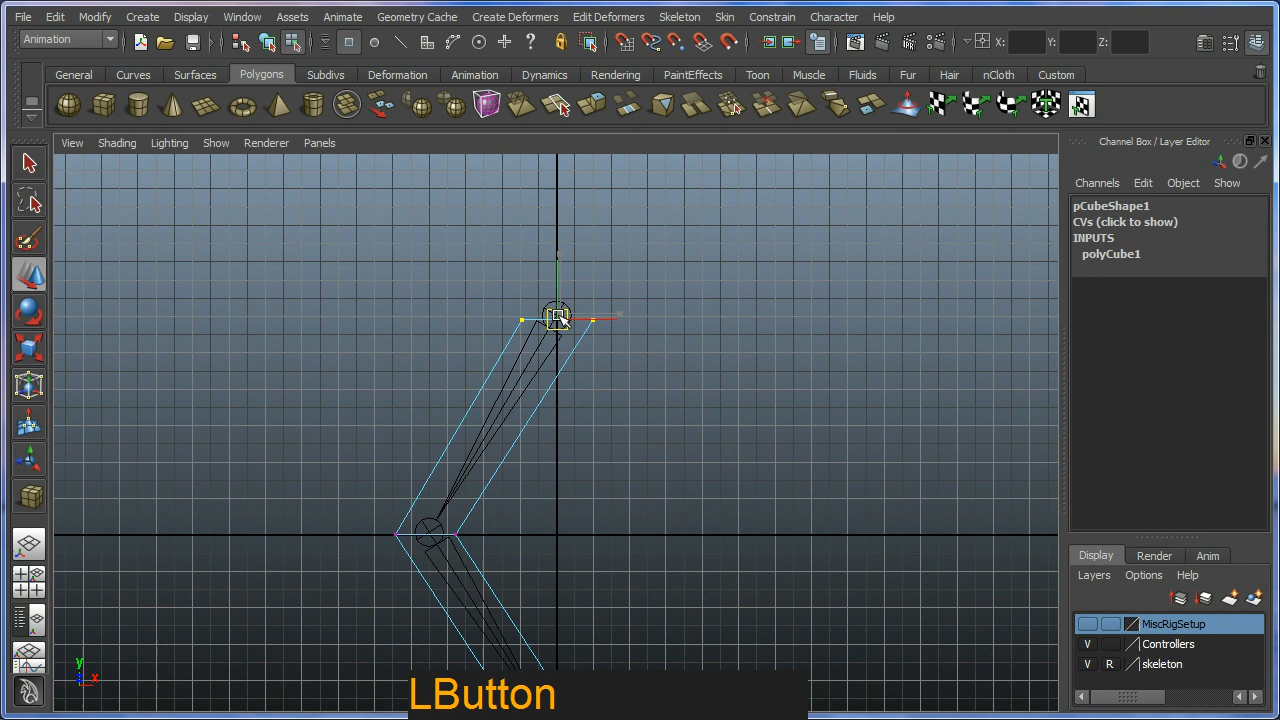 File Edit Modify Create Display Window Assets Animate Geometry Cache Create Deformers Edit Deformers Skeleton Skin Constrain Character Help
Animation X: Y: Z:
General Curves Surfaces Polygons Subdivs Deformation Animation Dynamics Rendering PaintEffects Toon Muscle Fluids Fur Hair nCloth Custom
View Shading Lighting Show Renderer Panels
Channel Box / Layer Editor
Channels Edit Object Show
pCubeShape1
CVs (click to show)
INPUTS
polyCube1
Display Render Anim
Layers Options Help
MiscRigSetup
V Controllers
V R skeleton
y
x
LButton